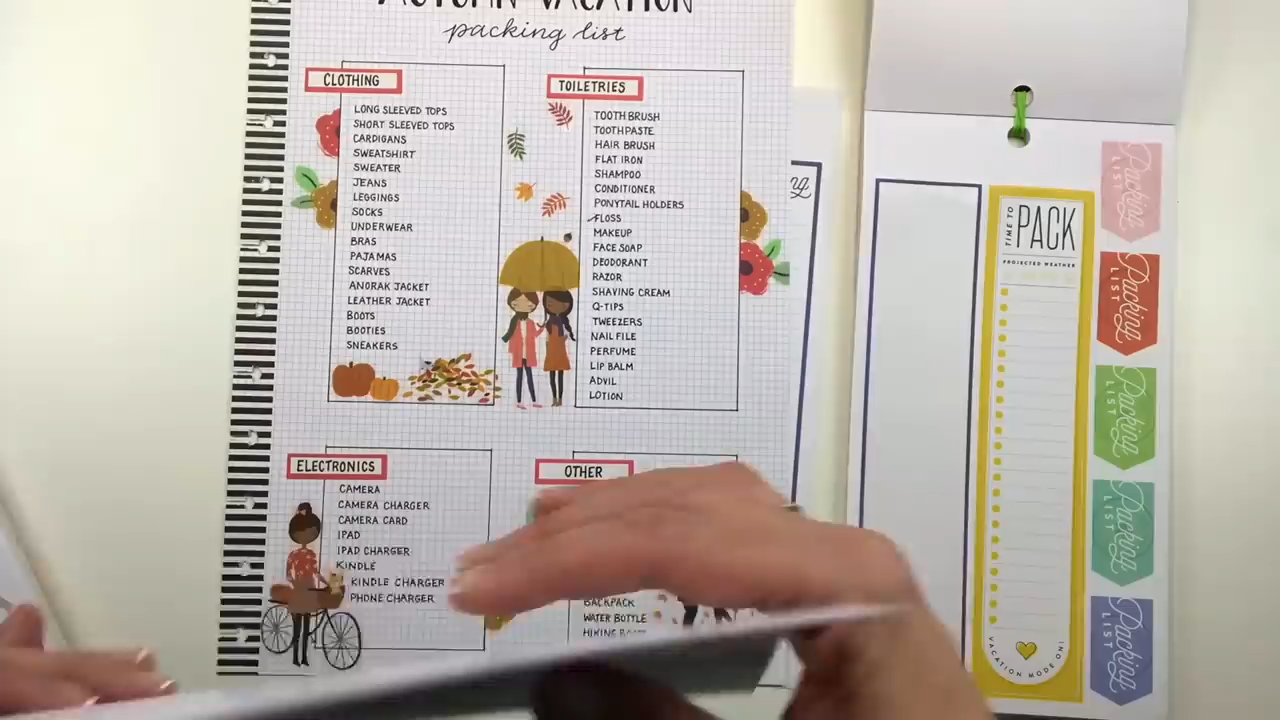 AUTUMN VACATION
packing list
CLOTHING
LONG SLEEVED TOPS
SHORT SLEEVED TOPS
CARDIGANS
SWEATSHIRT
SWEATER
JEANS
LEGGINGS
SOCKS
UNDERWEAR
BRAS
PAJAMAS
SCARVES
ANORAK JACKET
LEATHER JACKET
BOOTS
BOOTIES
SNEAKERS
TOILETRIES
TOOTHBRUSH
TOOTHPASTE
HAIR BRUSH
FLAT IRON
SHAMPOO
CONDITIONER
PONYTAIL HOLDERS
FLOSS
MAKEUP
FACE SOAP
DEODORANT
RAZOR
SHAVING CREAM
Q-TIPS
TWEEZERS
NAIL FILE
PERFUME
LIP BALM
ADVIL
LOTION
ELECTRONICS
CAMERA
CAMERA CHARGER
CAMERA CARD
IPAD
IPAD CHARGER
KINDLE
KINDLE CHARGER
PHONE CHARGER
OTHER
BACKPACK
WATER BOTTLE
HIKING
TIME TO
PACK
PROJECTED WEATHER
VACATION MODE ON!
Packing
LIST
Packing
LIST
Packing
LIST
Packing
LIST
Packing
LIST